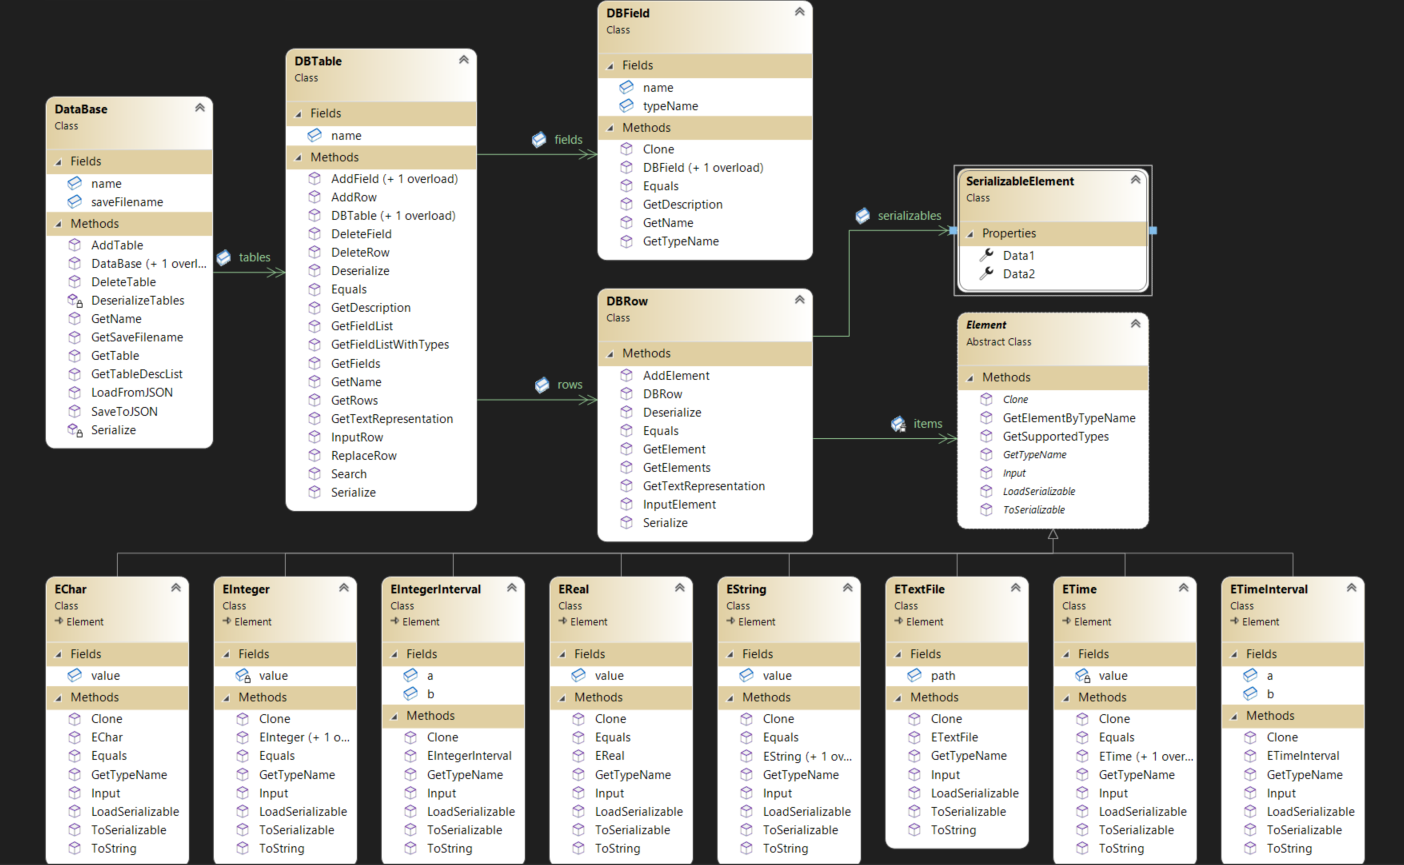 DataBase
Class
Fields
name
saveFilename
Methods
AddTable
DataBase (+ 1 overl...
DeleteTable
DeserializeTables
GetName
GetSaveFilename
GetTable
GetTableDescList
LoadFromJSON
SaveToJSON
Serialize
tables
DBTable
Class
Fields
name
Methods
AddField (+ 1 overload)
AddRow
DBTable (+ 1 overload)
DeleteField
DeleteRow
Deserialize
Equals
GetDescription
GetFieldList
GetFieldListWithTypes
GetFields
GetName
GetRows
GetTextRepresentation
InputRow
ReplaceRow
Search
Serialize
fields
rows
DBField
Class
Fields
name
typeName
Methods
Clone
DBField (+ 1 overload)
Equals
GetDescription
GetName
GetTypeName
DBRow
Class
Methods
AddElement
DBRow
Deserialize
Equals
GetElement
GetElements
GetTextRepresentation
InputElement
Serialize
serializables
items
SerializableElement
Class
Properties
Data1
Data2
Element
Abstract Class
Methods
Clone
GetElementByTypeName
GetSupportedTypes
GetTypeName
Input
LoadSerializable
ToSerializable
EChar
Class
Element
Fields
value
Methods
Clone
EChar
Equals
GetTypeName
Input
LoadSerializable
ToSerializable
ToString
EInteger
Class
Element
Fields
value
Methods
Clone
EInteger (+ 1 o...
Equals
GetTypeName
Input
LoadSerializable
ToSerializable
ToString
EIntegerInterval
Class
Element
Fields
a
b
Methods
Clone
EIntegerInterval
GetTypeName
Input
LoadSerializable
ToSerializable
ToString
EReal
Class
Element
Fields
value
Methods
Clone
Equals
EReal
GetTypeName
Input
LoadSerializable
ToSerializable
ToString
EString
Class
Element
Fields
value
Methods
Clone
Equals
EString (+ 1 ov...
GetTypeName
Input
LoadSerializable
ToSerializable
ToString
ETextFile
Class
Element
Fields
path
Methods
Clone
ETextFile
GetTypeName
Input
LoadSerializable
ToSerializable
ToString
ETime
Class
Element
Fields
value
Methods
Clone
Equals
ETime (+ 1 over...
GetTypeName
Input
LoadSerializable
ToSerializable
ToString
ETimeInterval
Class
Element
Fields
a
b
Methods
Clone
ETimeInterval
GetTypeName
Input
LoadSerializable
ToSerializable
ToString